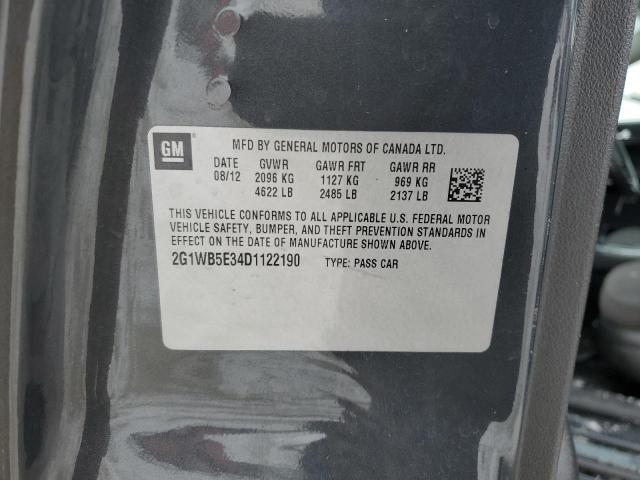 GM MFD BY GENERAL MOTORS OF CANADA LTD.
DATE GVWR GAWR FRT GAWR RR
08/12 2096 KG 1127 KG 969 KG
4622 LB 2485 LB 2137 LB
THIS VEHICLE CONFORMS TO ALL APPLICABLE U.S. FEDERAL MOTOR
VEHICLE SAFETY, BUMPER, AND THEFT PREVENTION STANDARDS IN
EFFECT ON THE DATE OF MANUFACTURE SHOWN ABOVE.
2G1WB5E34D1122190 TYPE: PASS CAR